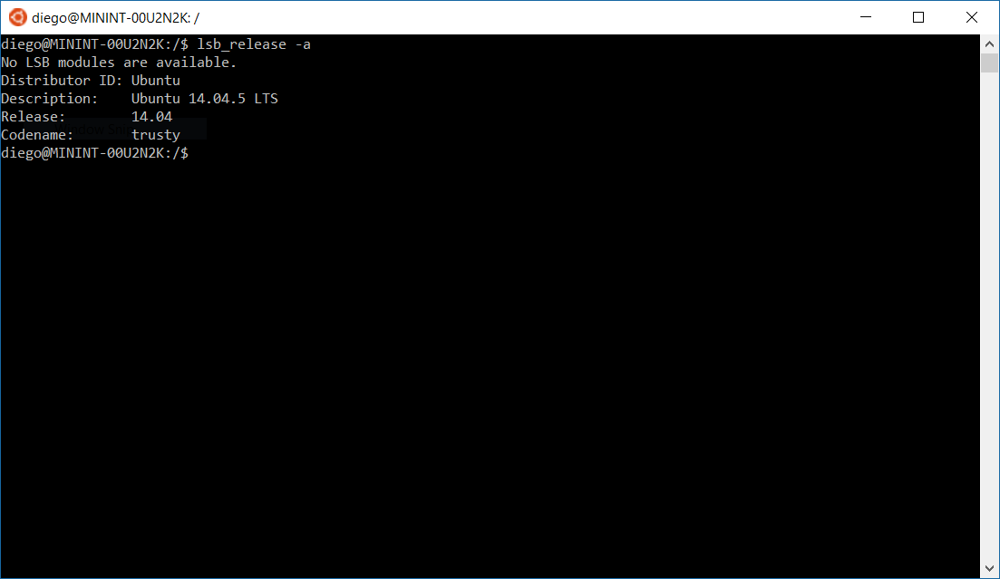 diego@MININT-00U2N2K: /
diego@MININT-00U2N2K:/$ lsb_release -a
No LSB modules are available.
Distributor ID: Ubuntu
Description:    Ubuntu 14.04.5 LTS
Release:        14.04
Codename:       trusty
diego@MININT-00U2N2K:/$